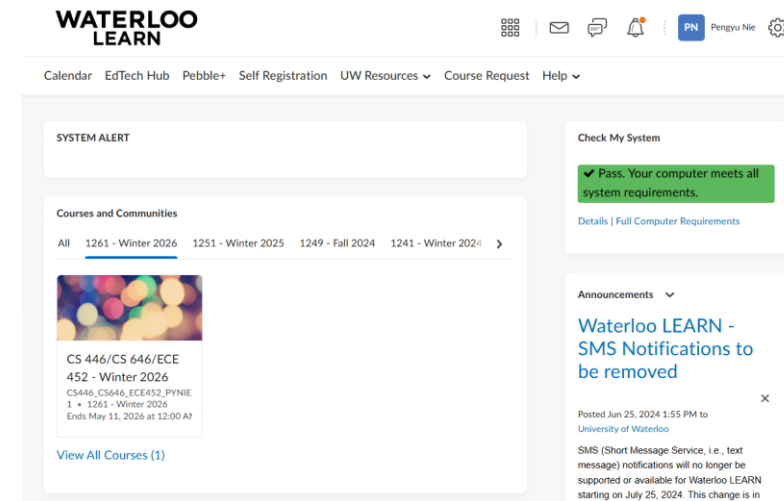 WATERLOO
LEARN
PN Pengyu Nie
Calendar EdTech Hub Pebble+ Self Registration UW Resources Course Request Help
SYSTEM ALERT
Courses and Communities
All 1261 - Winter 2026 1251 - Winter 2025 1249 - Fall 2024 1241 - Winter 2024
CS 446/CS 646/ECE
452 - Winter 2026
CS446_CS646_ECE452_PYNIE
1 • 1261 - Winter 2026
Ends May 11, 2026 at 12:00 AM
View All Courses (1)
Check My System
✔ Pass. Your computer meets all
system requirements.
Details | Full Computer Requirements
Announcements
Waterloo LEARN -
SMS Notifications to
be removed
Posted Jun 25, 2024 1:55 PM to
University of Waterloo
SMS (Short Message Service, i.e., text
message) notifications will no longer be
supported or available for Waterloo LEARN
starting on July 25, 2024. This change is in